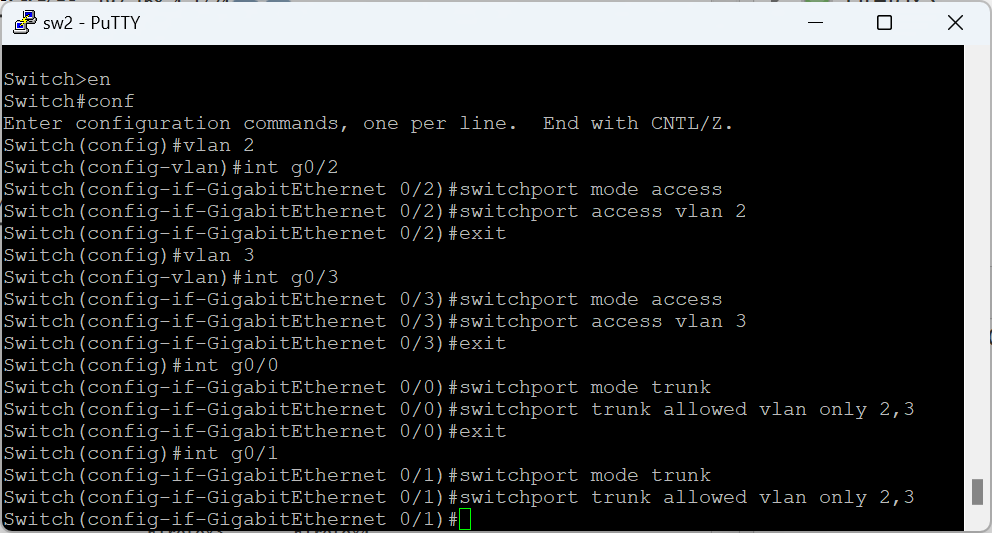 sw2 - PuTTY
Switch>en
Switch#conf
Enter configuration commands, one per line.  End with CNTL/Z.
Switch(config)#vlan 2
Switch(config-vlan)#int g0/2
Switch(config-if-GigabitEthernet 0/2)#switchport mode access
Switch(config-if-GigabitEthernet 0/2)#switchport access vlan 2
Switch(config-if-GigabitEthernet 0/2)#exit
Switch(config)#vlan 3
Switch(config-vlan)#int g0/3
Switch(config-if-GigabitEthernet 0/3)#switchport mode access
Switch(config-if-GigabitEthernet 0/3)#switchport access vlan 3
Switch(config-if-GigabitEthernet 0/3)#exit
Switch(config)#int g0/0
Switch(config-if-GigabitEthernet 0/0)#switchport mode trunk
Switch(config-if-GigabitEthernet 0/0)#switchport trunk allowed vlan only 2,3
Switch(config-if-GigabitEthernet 0/0)#exit
Switch(config)#int g0/1
Switch(config-if-GigabitEthernet 0/1)#switchport mode trunk
Switch(config-if-GigabitEthernet 0/1)#switchport trunk allowed vlan only 2,3
Switch(config-if-GigabitEthernet 0/1)#